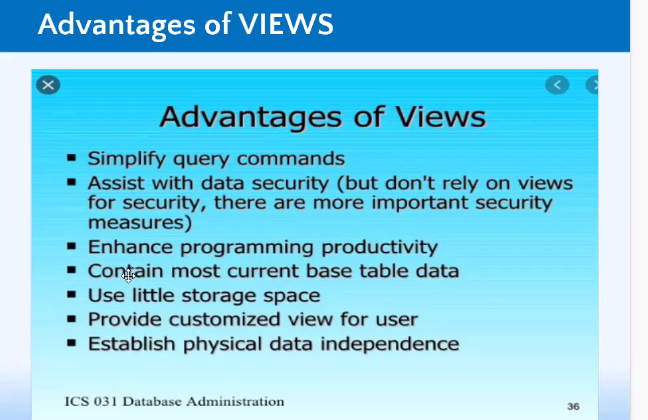 Advantages of VIEWS
Advantages of Views
Simplify query commands
Assist with data security (but don't rely on views
for security, there are more important security
measures)
Enhance programming productivity
Contain most current base table data
Use little storage space
Provide customized view for user
Establish physical data independence
ICS 031 Database Administration
36